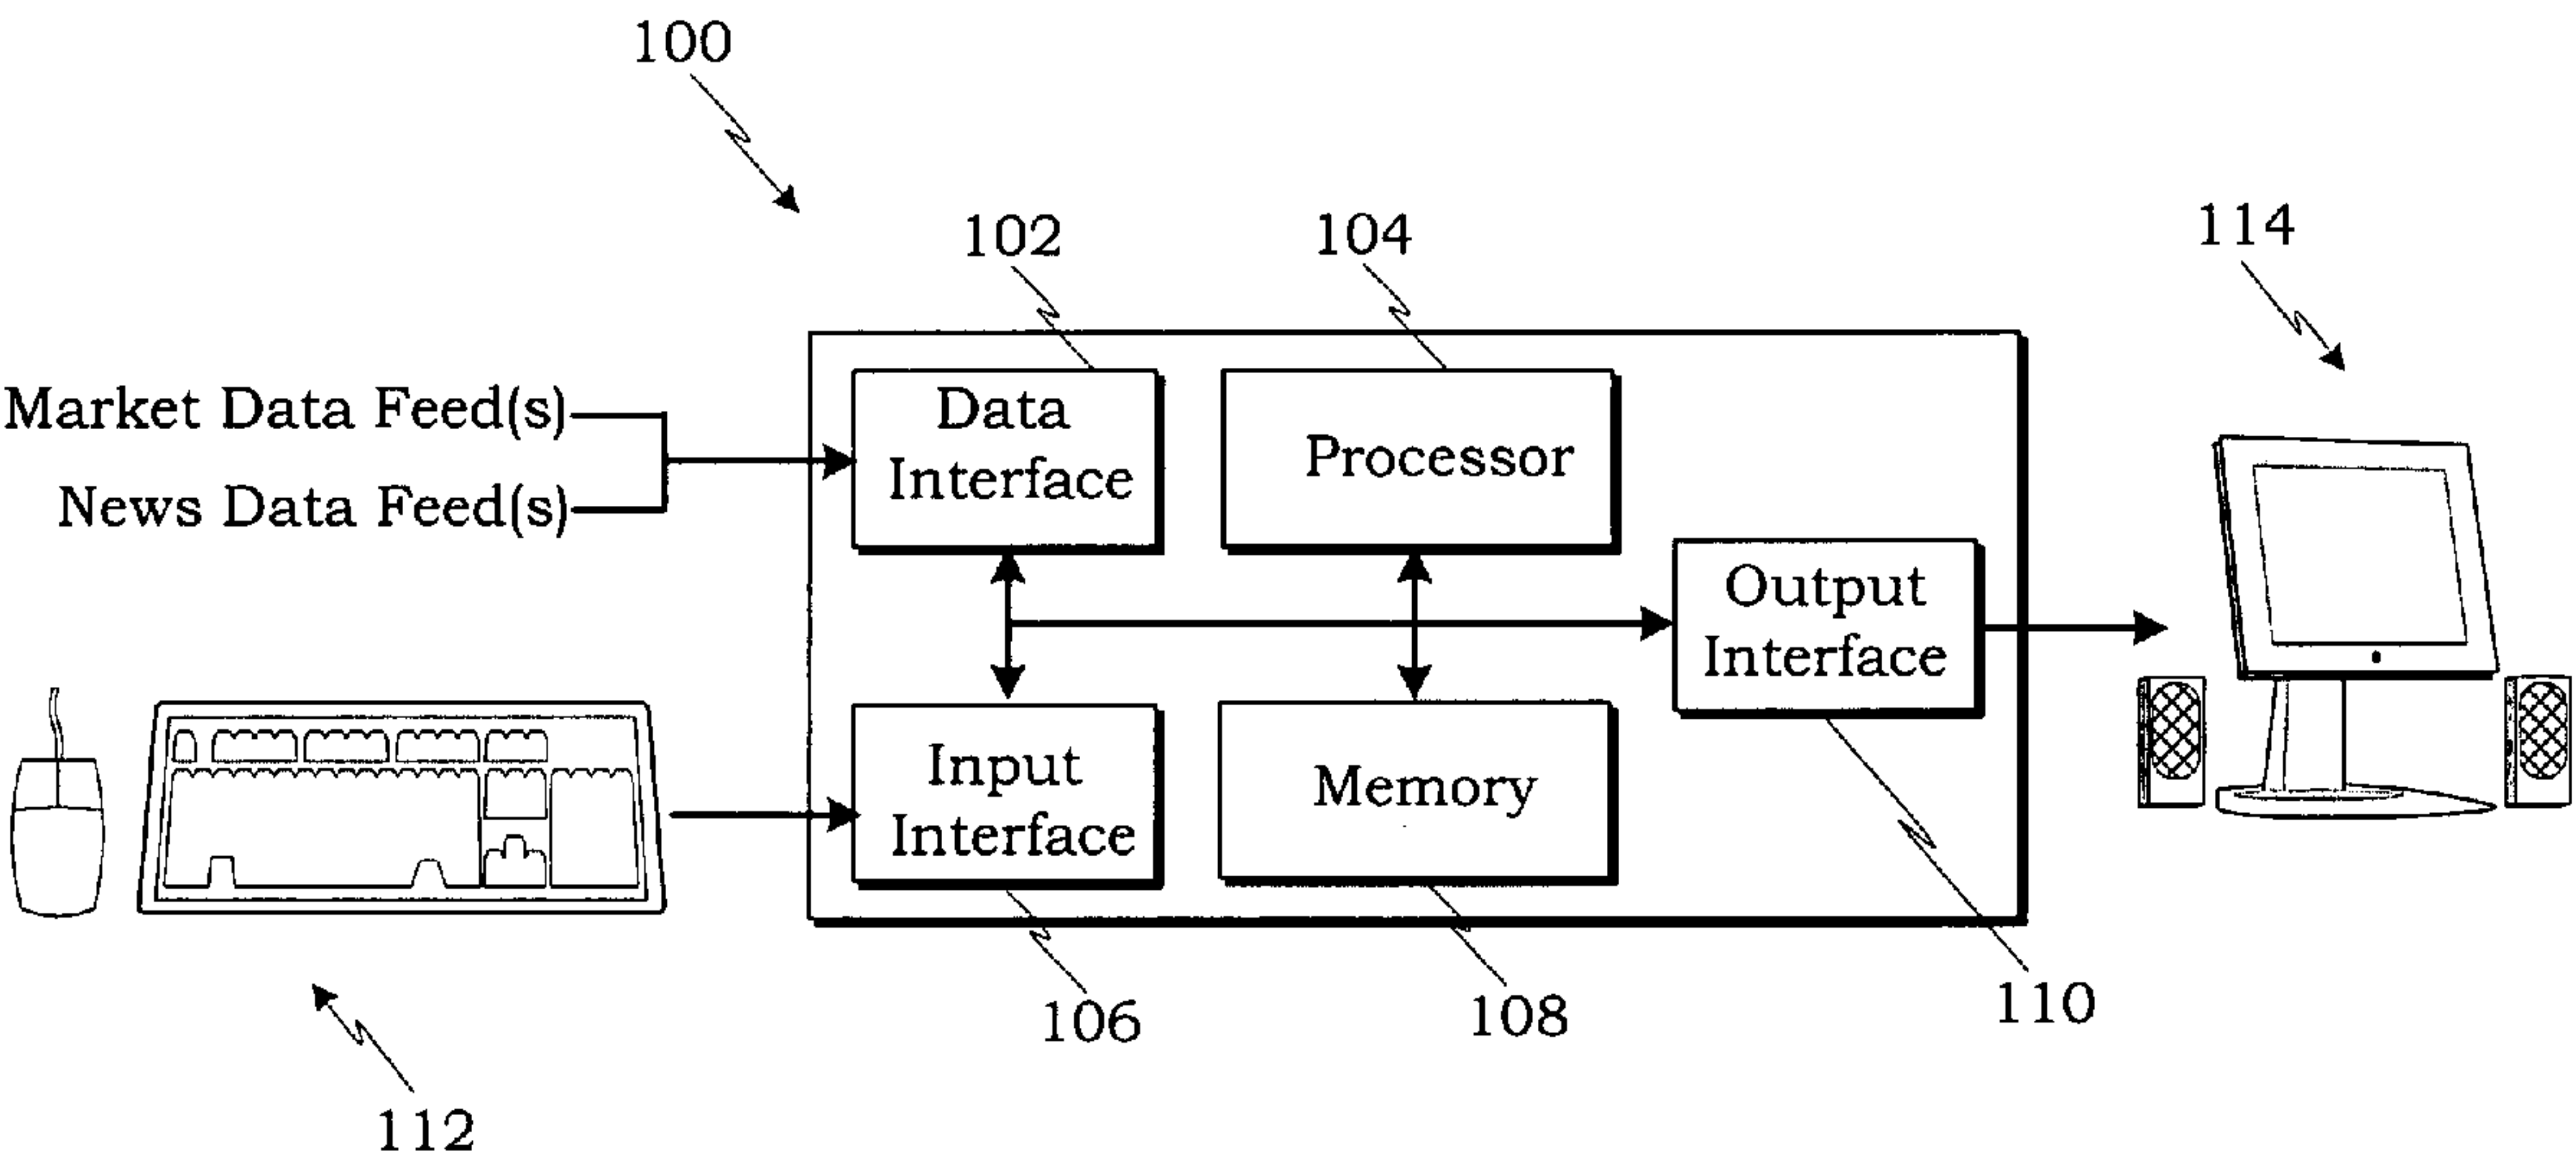 100
102
104
114
Market Data Feed(s)
News Data Feed(s)
Data
Interface
Processor
Output
Interface
Input
Interface
Memory
106
108
110
112